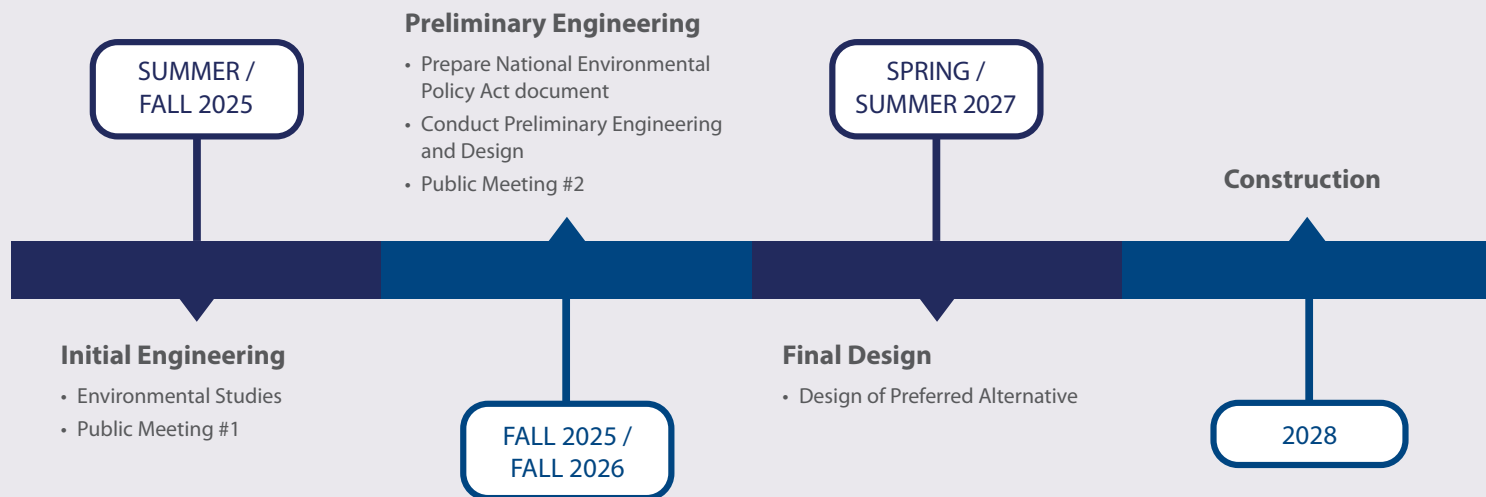 SUMMER /
FALL 2025
Initial Engineering
• Environmental Studies
• Public Meeting #1
Preliminary Engineering
• Prepare National Environmental
Policy Act document
• Conduct Preliminary Engineering
and Design
• Public Meeting #2
FALL 2025 /
FALL 2026
SPRING /
SUMMER 2027
Final Design
• Design of Preferred Alternative
Construction
2028